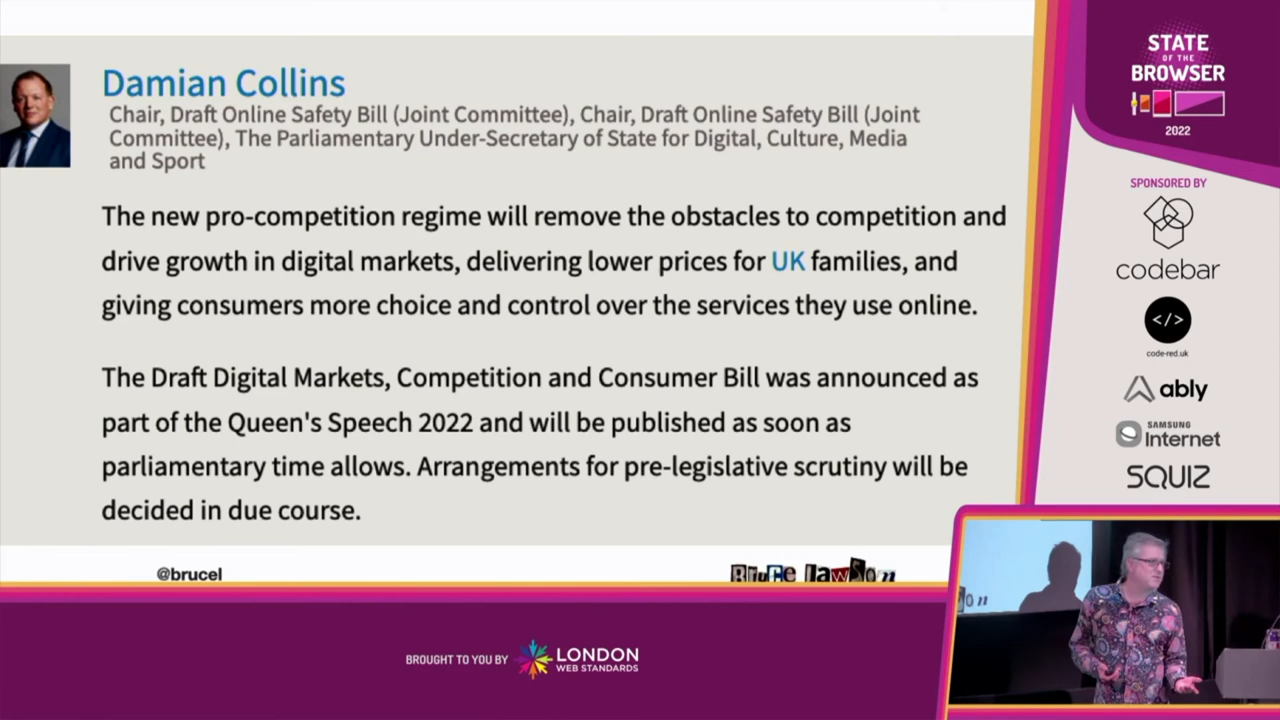 Damian Collins
Chair, Draft Online Safety Bill (Joint Committee), Chair, Draft Online Safety Bill (Joint
Committee), The Parliamentary Under-Secretary of State for Digital, Culture, Media
and Sport
The new pro-competition regime will remove the obstacles to competition and
drive growth in digital markets, delivering lower prices for UK families, and
giving consumers more choice and control over the services they use online.
The Draft Digital Markets, Competition and Consumer Bill was announced as
part of the Queen's Speech 2022 and will be published as soon as
parliamentary time allows. Arrangements for pre-legislative scrutiny will be
decided in due course.
@brucel
Bruce Lawson
STATE
OF THE
BROWSER
2022
SPONSORED BY
codebar
</>
code-red.uk
ably
SAMSUNG
Internet
SQUIZ
on
BROUGHT TO YOU BY
LONDON
WEB STANDARDS